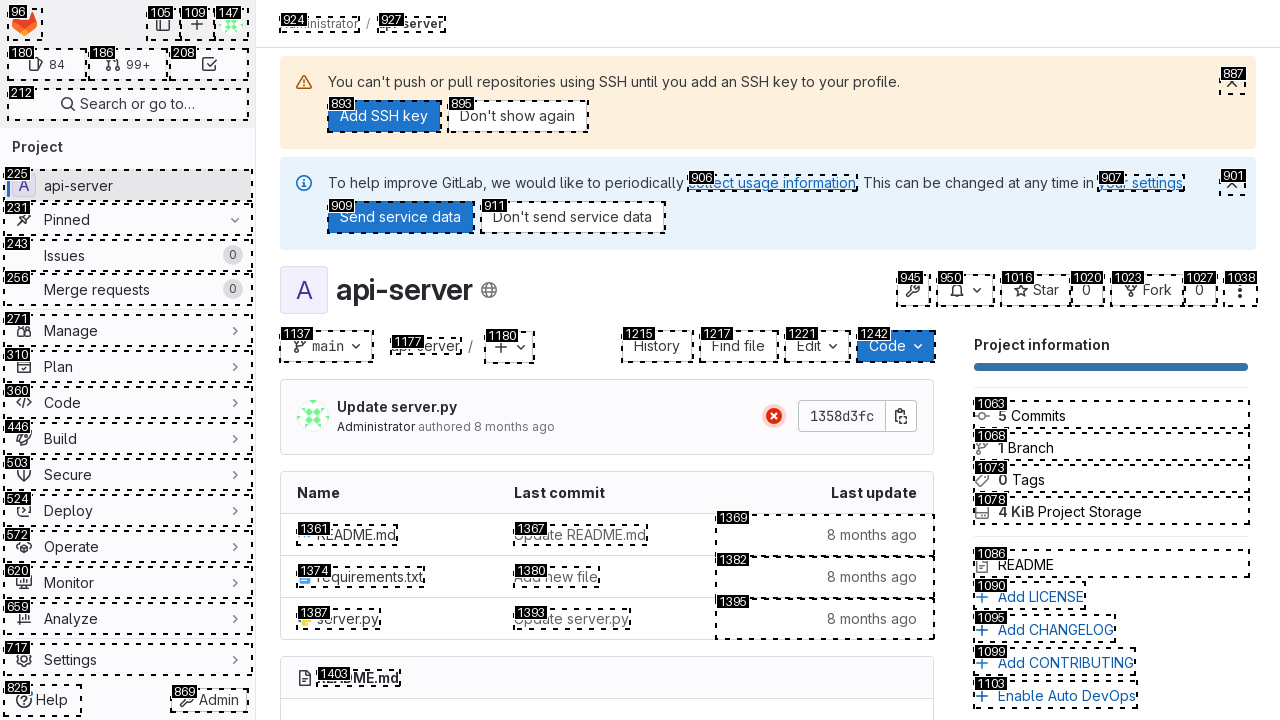 96
105
109
147
180
84
186
99+
208
212
Search or go to…
Project
225
A
api-server
231
Pinned
243
Issues
0
256
Merge requests
0
271
Manage
310
Plan
360
Code
446
Build
503
Secure
524
Deploy
572
Operate
620
Monitor
659
Analyze
717
Settings
825
Help
869
Admin
924
administrator
/
927
api-server
You can't push or pull repositories using SSH until you add an SSH key to your profile.
887
893
Add SSH key
895
Don't show again
To help improve GitLab, we would like to periodically
906
collect usage information
. This can be changed at any time in
907
your settings
.
901
909
Send service data
911
Don't send service data
A
api-server
945
950
1016
Star
1020
0
1023
Fork
1027
0
1038
1137
main
1177
api-server
/
1180
1215
History
1217
Find file
1221
Edit
1242
Code
Update server.py
Administrator authored 8 months ago
1358d3fc
Name
Last commit
Last update
1361
README.md
1367
Update README.md
1369
8 months ago
1374
requirements.txt
1380
Add new file
1382
8 months ago
1387
server.py
1393
Update server.py
1395
8 months ago
1403
README.md
Project information
1063
5 Commits
1068
1 Branch
1073
0 Tags
1078
4 KiB Project Storage
1086
README
1090
Add LICENSE
1095
Add CHANGELOG
1099
Add CONTRIBUTING
1103
Enable Auto DevOps